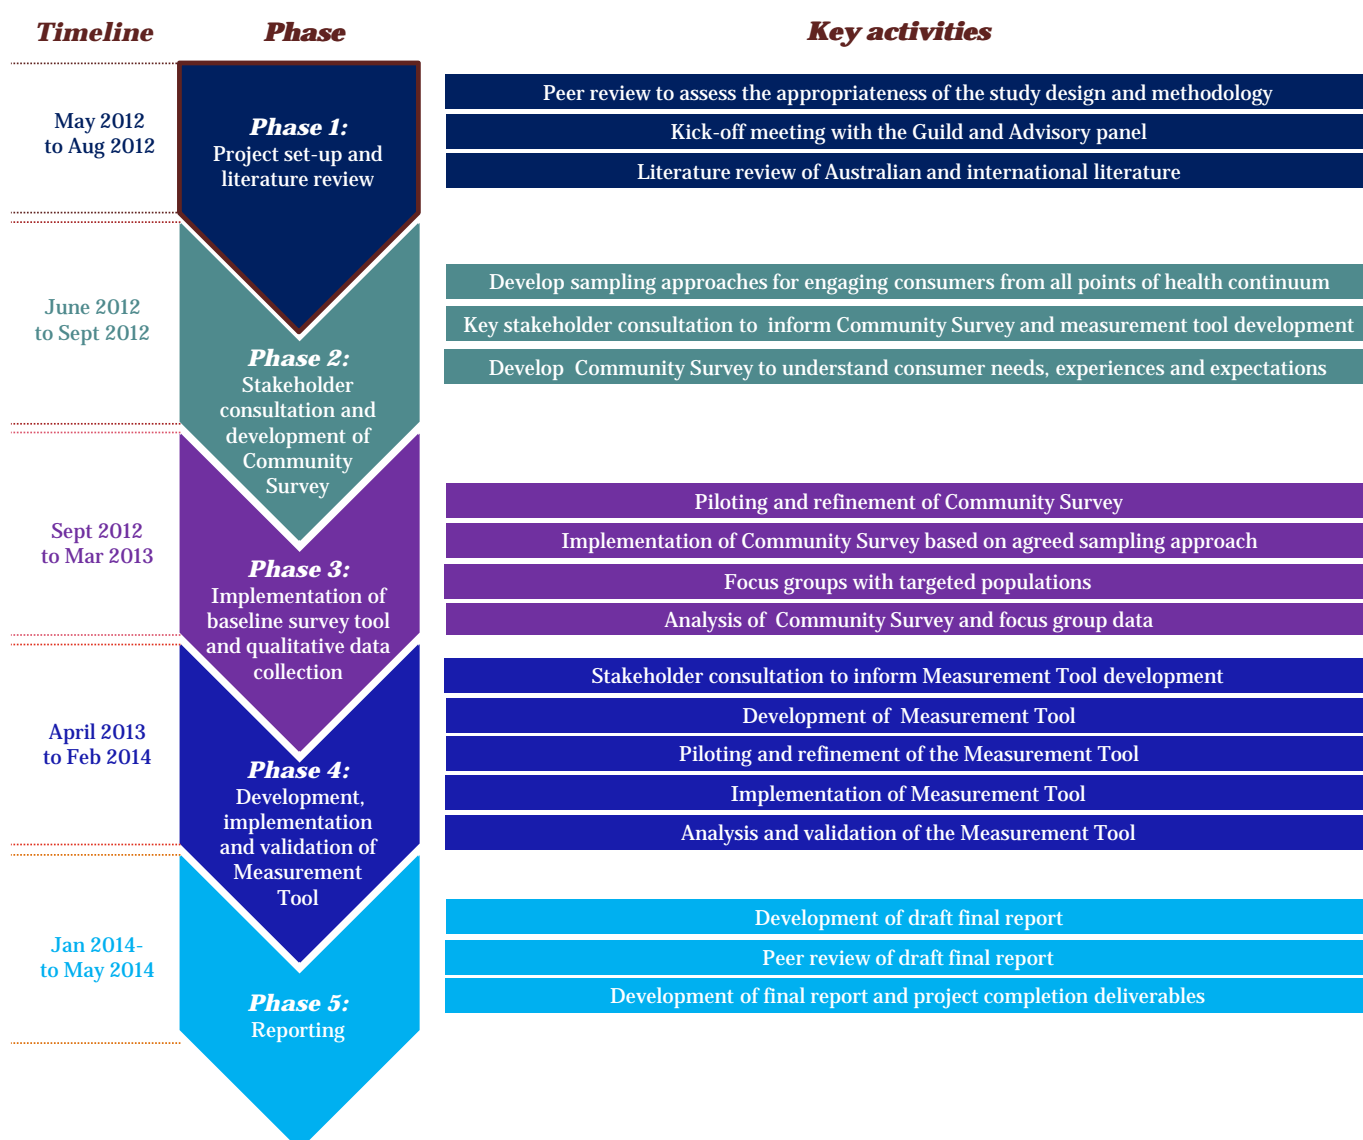 Timeline
Phase
Key activities
May 2012
to Aug 2012
Phase 1:
Project set-up and
literature review
Peer review to assess the appropriateness of the study design and methodology
Kick-off meeting with the Guild and Advisory panel
Literature review of Australian and international literature
June 2012
to Sept 2012
Phase 2:
Stakeholder
consultation and
development of
Community
Survey
Develop sampling approaches for engaging consumers from all points of health continuum
Key stakeholder consultation to inform Community Survey and measurement tool development
Develop Community Survey to understand consumer needs, experiences and expectations
Sept 2012
to Mar 2013
Phase 3:
Implementation of
baseline survey tool
and qualitative data
collection
Piloting and refinement of Community Survey
Implementation of Community Survey based on agreed sampling approach
Focus groups with targeted populations
Analysis of Community Survey and focus group data
April 2013
to Feb 2014
Phase 4:
Development,
implementation
and validation of
Measurement
Tool
Stakeholder consultation to inform Measurement Tool development
Development of Measurement Tool
Piloting and refinement of the Measurement Tool
Implementation of Measurement Tool
Analysis and validation of the Measurement Tool
Jan 2014-
to May 2014
Phase 5:
Reporting
Development of draft final report
Peer review of draft final report
Development of final report and project completion deliverables